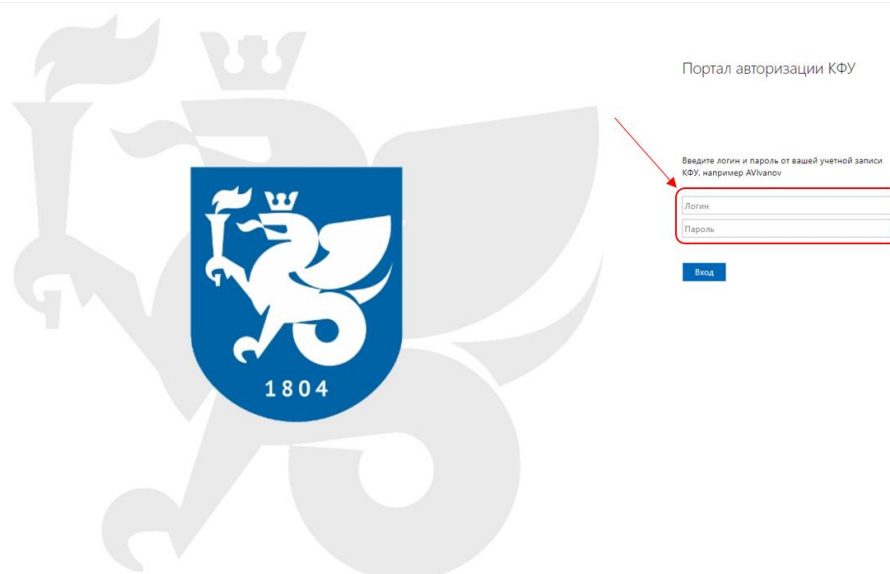 Портал авторизации КФУ
Введите логин и пароль от вашей учетной записи
КФУ, например AVIvanov
Логин
Пароль
Вход
1804